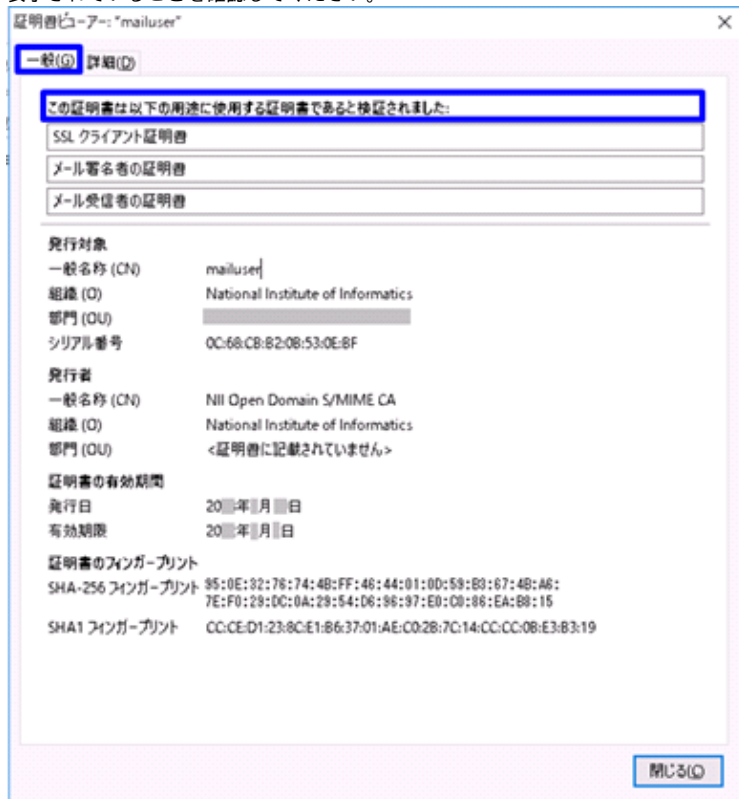 表示されていることを確認してください。
証明書ビューアー: "mailuser"
一般(G) 詳細(D)
この証明書は以下の用途に使用する証明書であると検証されました:
SSL クライアント証明書
メール署名者の証明書
メール受信者の証明書
発行対象
一般名称 (CN) mailuser
組織 (O) National Institute of Informatics
部門 (OU)
シリアル番号 0C:68:CB:B2:0B:53:0E:BF
発行者
一般名称 (CN) NII Open Domain S/MIME CA
組織 (O) National Institute of Informatics
部門 (OU) <証明書に記載されていません>
証明書の有効期間
発行日 20 年 月 日
有効期限 20 年 月 日
証明書のフィンガープリント
SHA-256 フィンガープリント 95:0E:32:76:74:4B:FF:46:44:01:0D:59:B3:67:4B:A6:
7E:F0:29:DC:0A:29:54:D6:96:97:E0:C0:86:EA:B8:15
SHA1 フィンガープリント CC:CE:D1:23:8C:E1:B6:37:01:AE:C0:2B:7C:14:CC:CC:0B:E3:B3:19
閉じる(C)